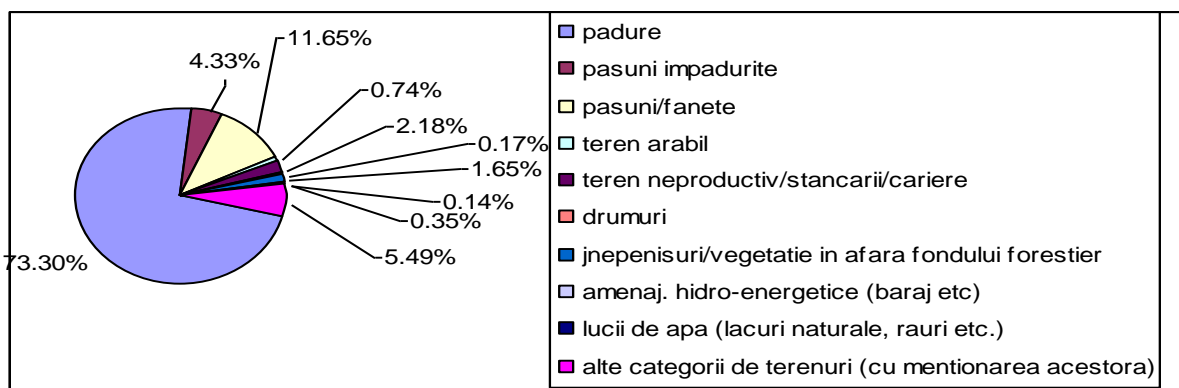 11.65%
4.33%
0.74%
2.18%
0.17%
1.65%
0.14%
0.35%
5.49%
73.30%
padure
pasuni impadurite
pasuni/fanete
teren arabil
teren neproductiv/stancarii/cariere
drumuri
jnepenisuri/vegetatie in afara fondului forestier
amenaj. hidro-energetice (baraj etc)
lucii de apa (lacuri naturale, rauri etc.)
alte categorii de terenuri (cu mentionarea acestora)